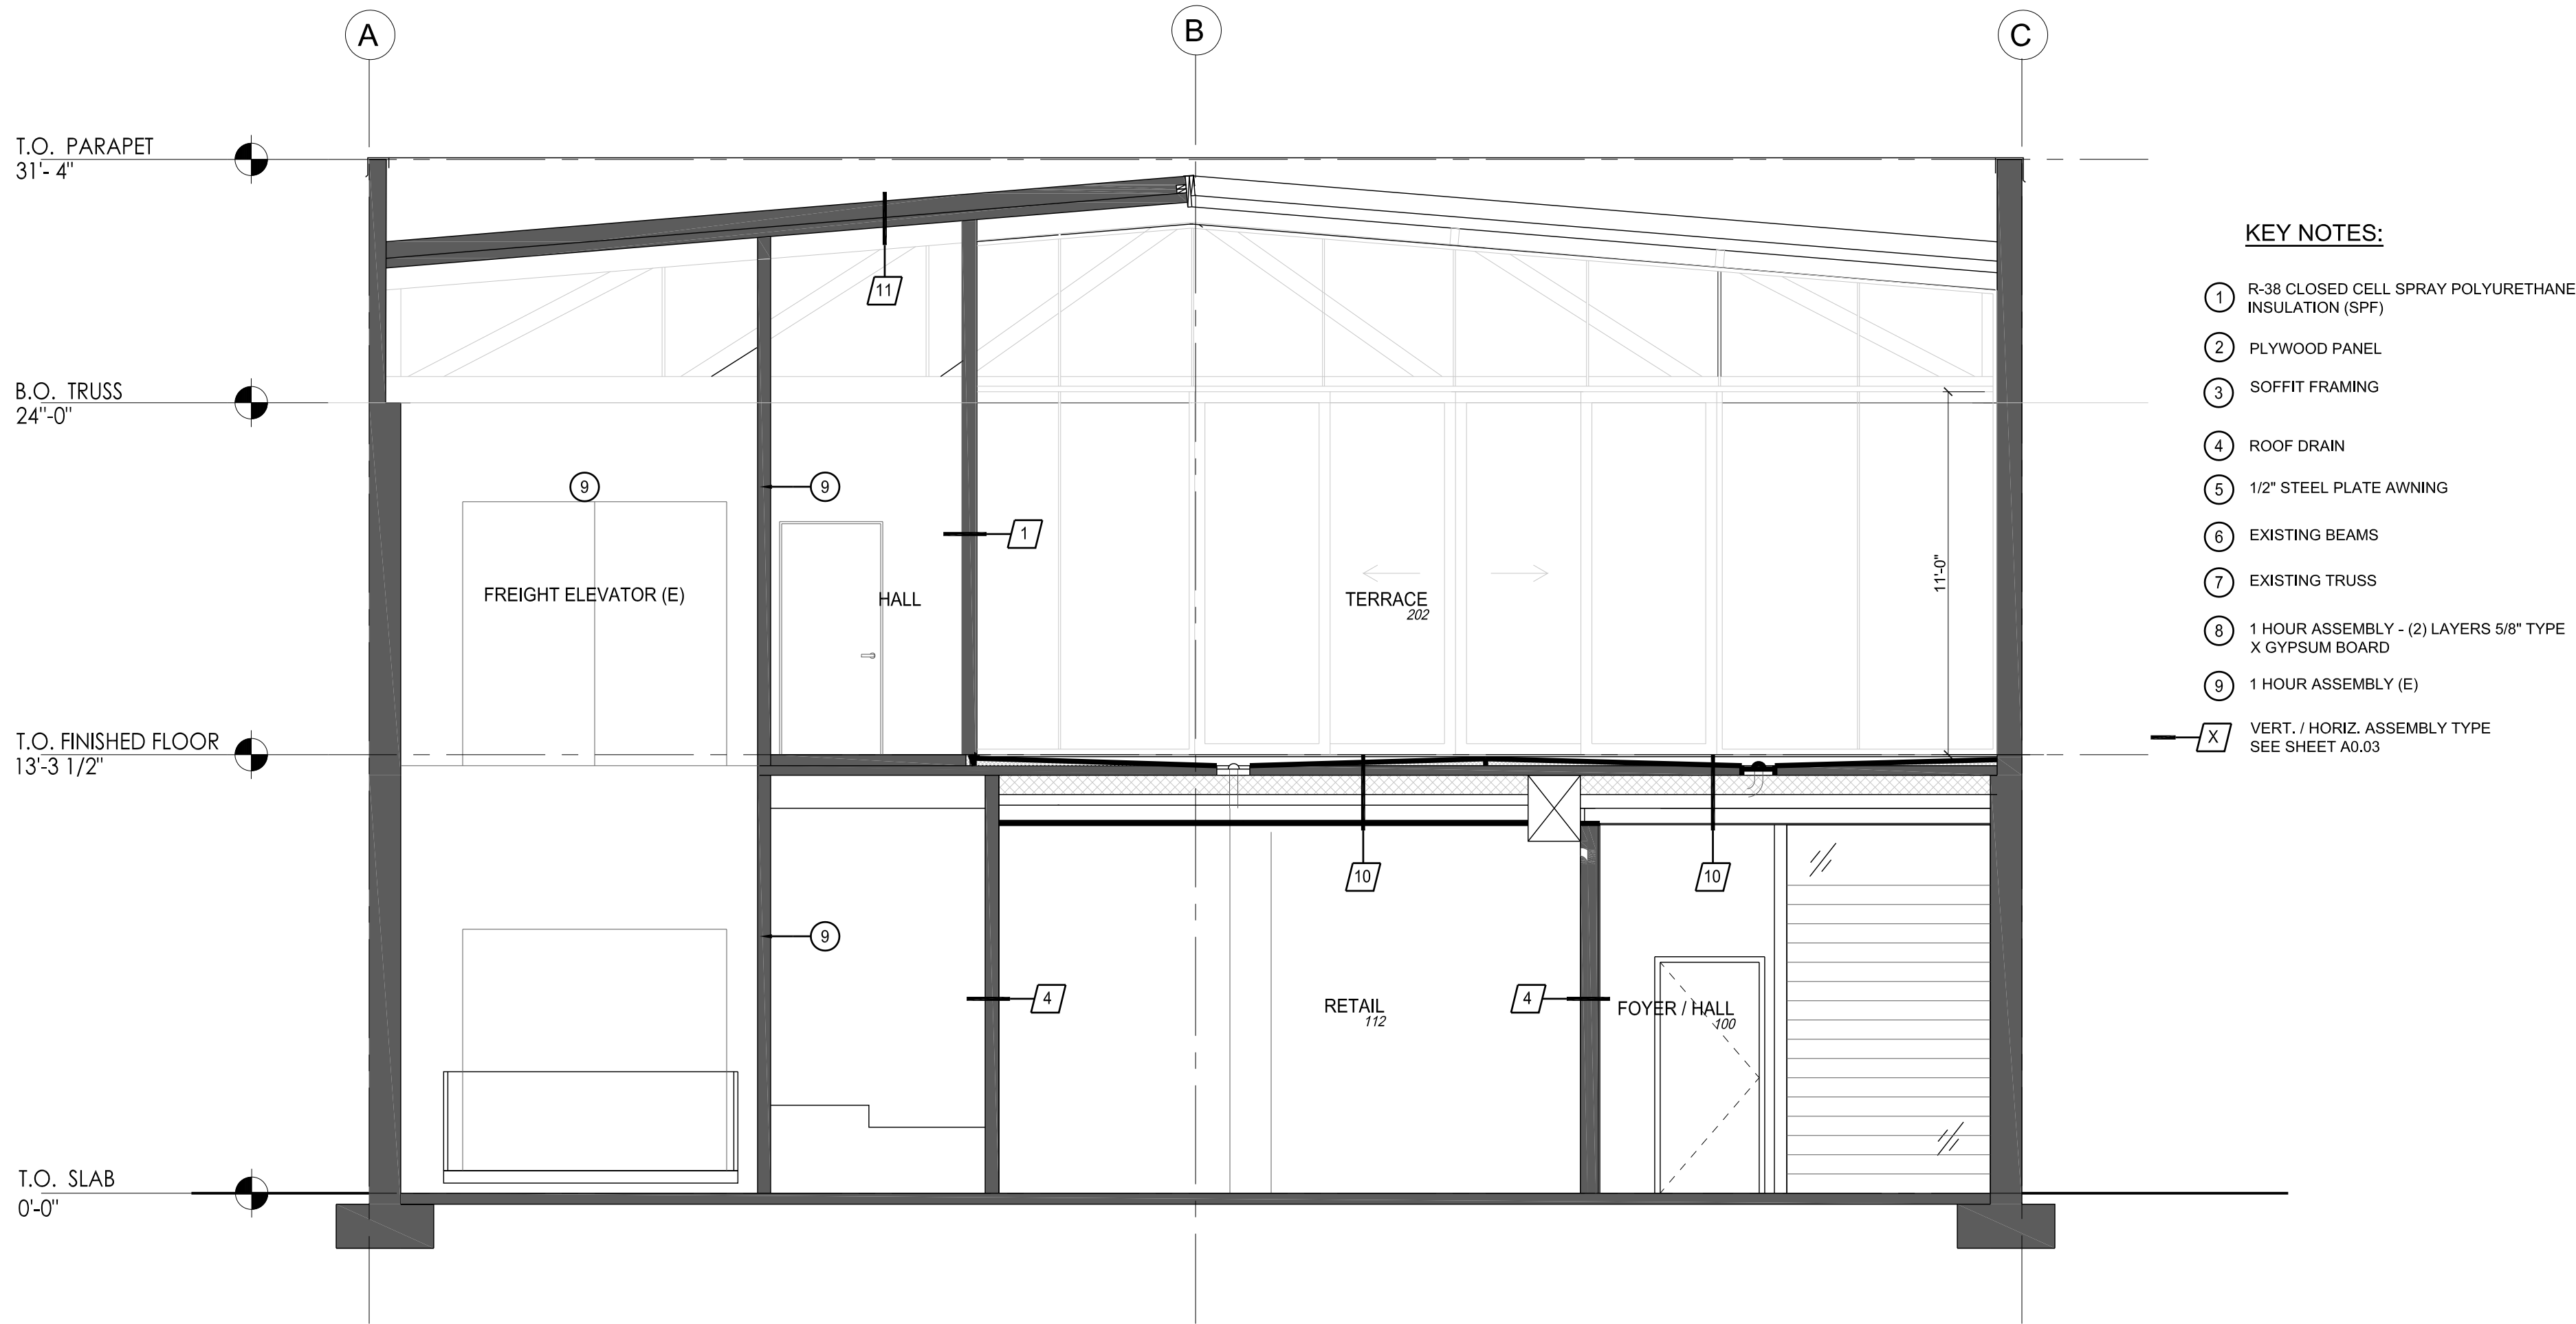 A
B
C
T.O. PARAPET
31'- 4"
B.O. TRUSS
24"-0"
T.O. FINISHED FLOOR
13'-3 1/2"
T.O. SLAB
0'-0"
11
9
9
1
FREIGHT ELEVATOR (E)
HALL
TERRACE
202
11'-0"
10
10
9
4
RETAIL
112
4
FOYER / HALL
100
KEY NOTES:
1 R-38 CLOSED CELL SPRAY POLYURETHANE
INSULATION (SPF)
2 PLYWOOD PANEL
3 SOFFIT FRAMING
4 ROOF DRAIN
5 1/2" STEEL PLATE AWNING
6 EXISTING BEAMS
7 EXISTING TRUSS
8 1 HOUR ASSEMBLY - (2) LAYERS 5/8" TYPE
X GYPSUM BOARD
9 1 HOUR ASSEMBLY (E)
X VERT. / HORIZ. ASSEMBLY TYPE
SEE SHEET A0.03